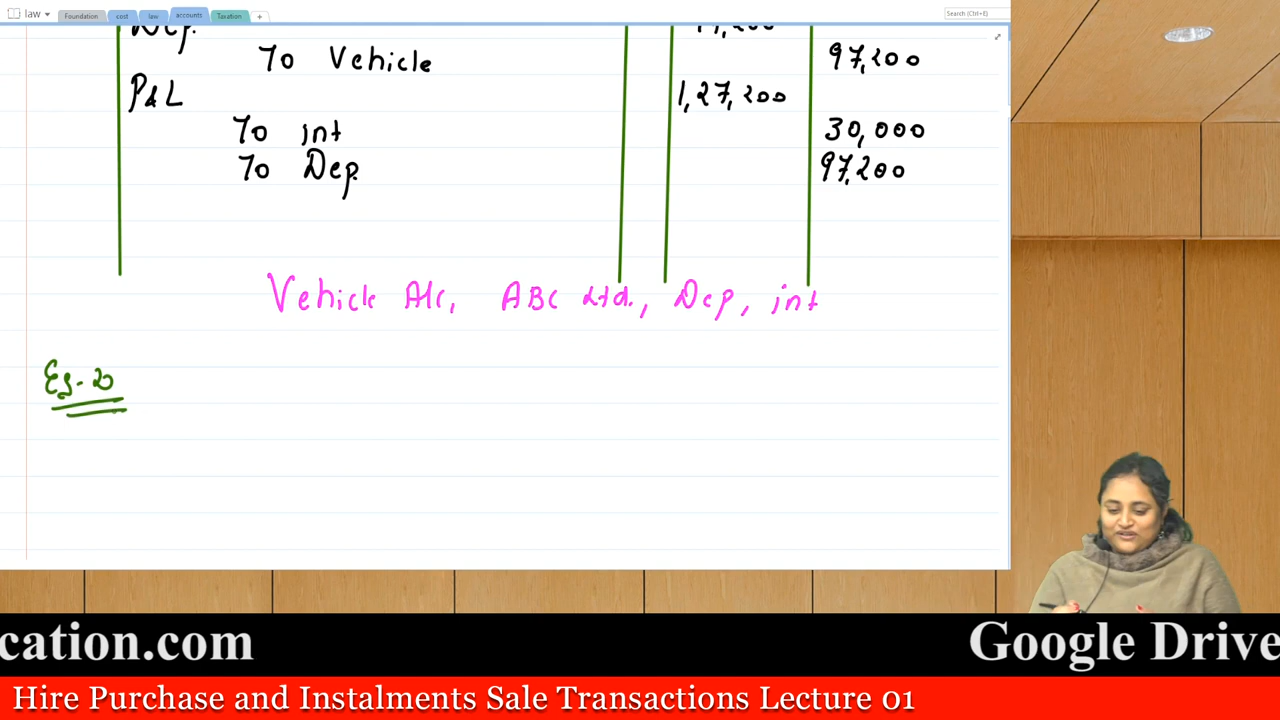 law
Foundation
cost
law
accounts
Taxation
+
Search (Ctrl+E)
Dep.
To Vehicle 97,200
P&L 1,27,200
To int 30,000
To Dep. 97,200
Vehicle A/c, ABC Ltd., Dep, int
Eg-20
cation.com
Google Drive
Hire Purchase and Instalments Sale Transactions Lecture 01